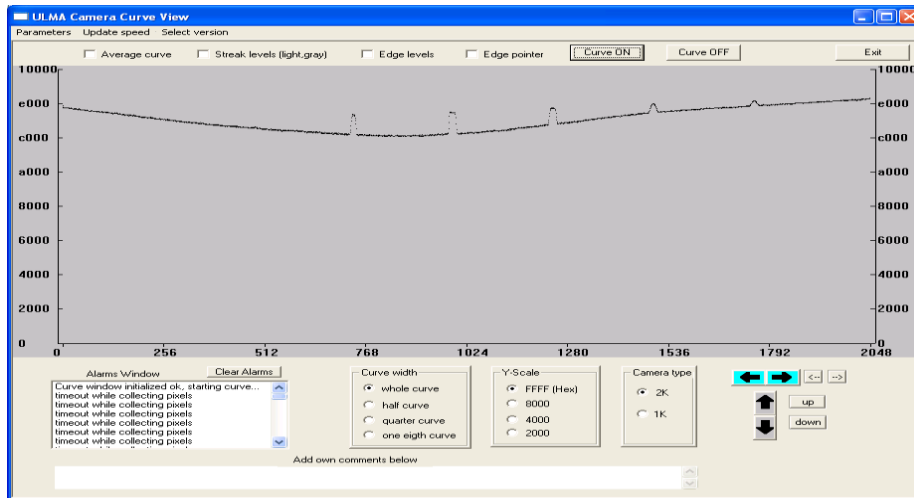 ULMA Camera Curve View
Parameters Update speed Select version
Average curve Streak levels (light,gray) Edge levels Edge pointer Curve ON Curve OFF Exit
10000 10000
e000 e000
c000 c000
a000 a000
8000 8000
6000 6000
4000 4000
2000 2000
0 0
0 256 512 768 1024 1280 1536 1792 2048
Alarms Window Clear Alarms
Curve window initialized ok, starting curve...
timeout while collecting pixels
timeout while collecting pixels
timeout while collecting pixels
timeout while collecting pixels
timeout while collecting pixels
timeout while collecting pixels
Curve width
whole curve
half curve
quarter curve
one eigth curve
Y-Scale
FFFF (Hex)
8000
4000
2000
Camera type
2K
1K
<-- -->
up
down
Add own comments below